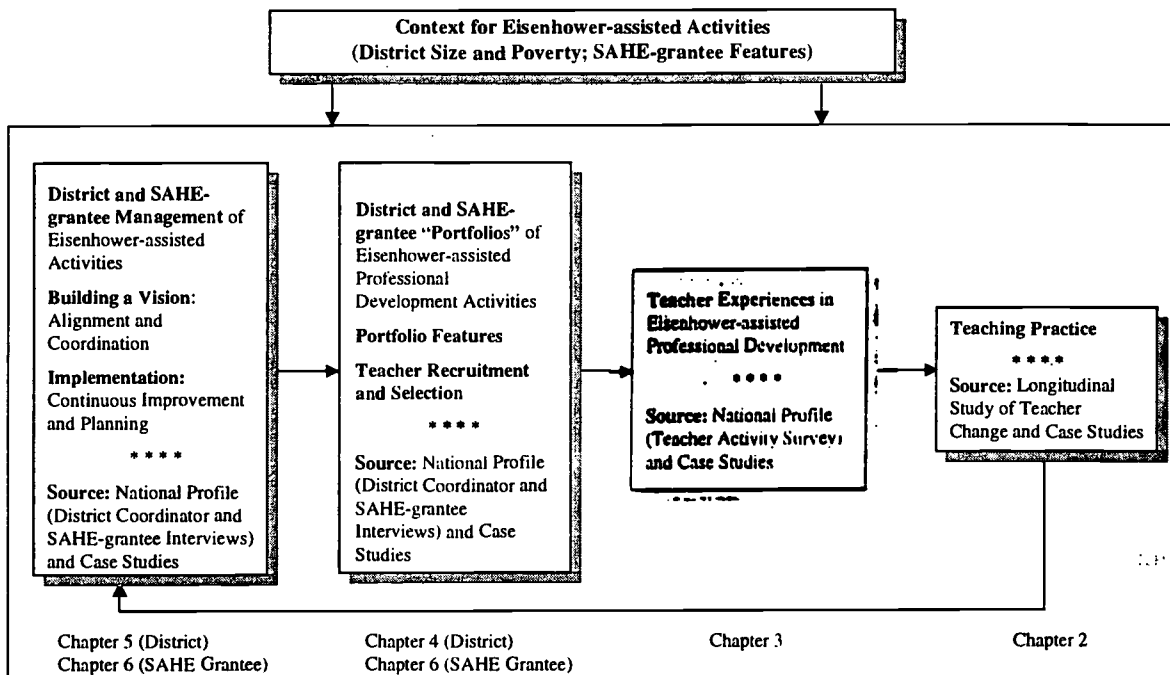 Context for Eisenhower-assisted Activities
(District Size and Poverty; SAHE-grantee Features)
District and SAHE-
grantee Management of
Eisenhower-assisted
Activities
Building a Vision:
Alignment and
Coordination
Implementation:
Continuous Improvement
and Planning
* * * *
Source: National Profile
(District Coordinator and
SAHE-grantee Interviews)
and Case Studies
District and SAHE-
grantee "Portfolios" of
Eisenhower-assisted
Professional
Development Activities
Portfolio Features
Teacher Recruitment
and Selection
* * * *
Source: National Profile
(District Coordinator and
SAHE-grantee
Interviews) and Case
Studies
Teacher Experiences in
Eisenhower-assisted
Professional Development
* * * *
Source: National Profile
(Teacher Activity Survey)
and Case Studies
Teaching Practice
* * * *
Source: Longitudinal
Study of Teacher
Change and Case Studies
Chapter 5 (District)
Chapter 6 (SAHE Grantee)
Chapter 4 (District)
Chapter 6 (SAHE Grantee)
Chapter 3
Chapter 2